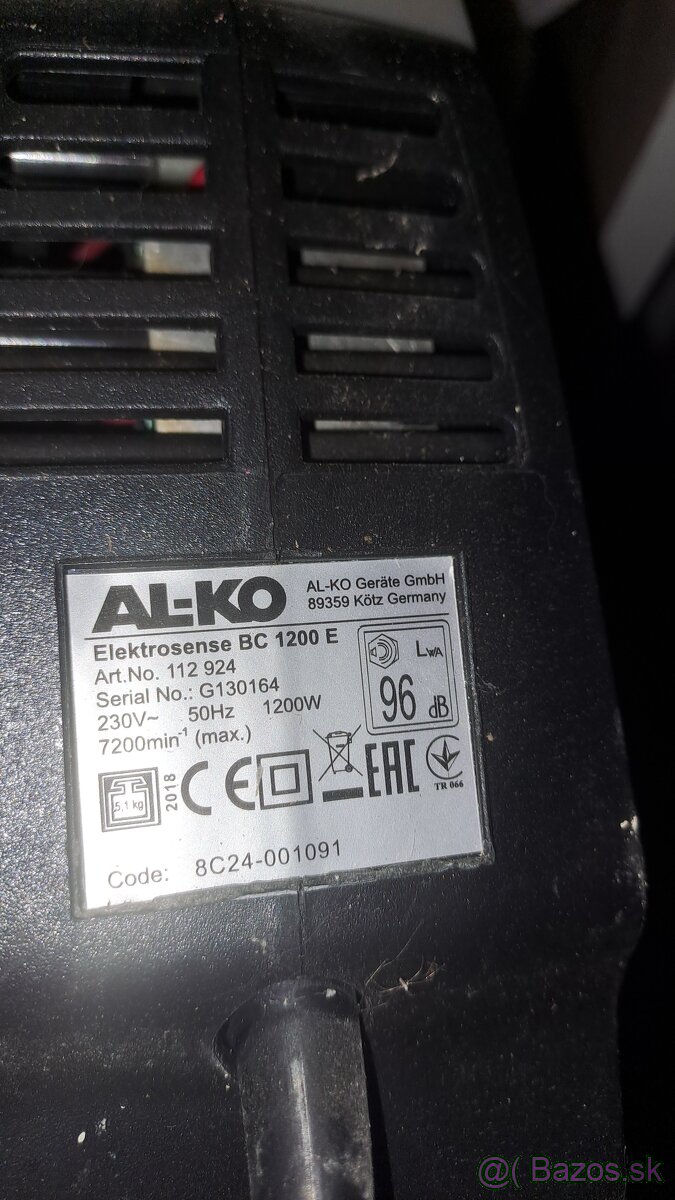 AL-KO
AL-KO Geräte GmbH
89359 Kötz Germany
Elektrosense BC 1200 E
Art.No. 112 924
Serial No.: G130164
230V~ 50Hz 1200W
7200min⁻¹ (max.)
LWA
96 dB
5,1 kg
2018
CE
EAC
TR 066
Code: 8C24-001091
@( Bazos.sk